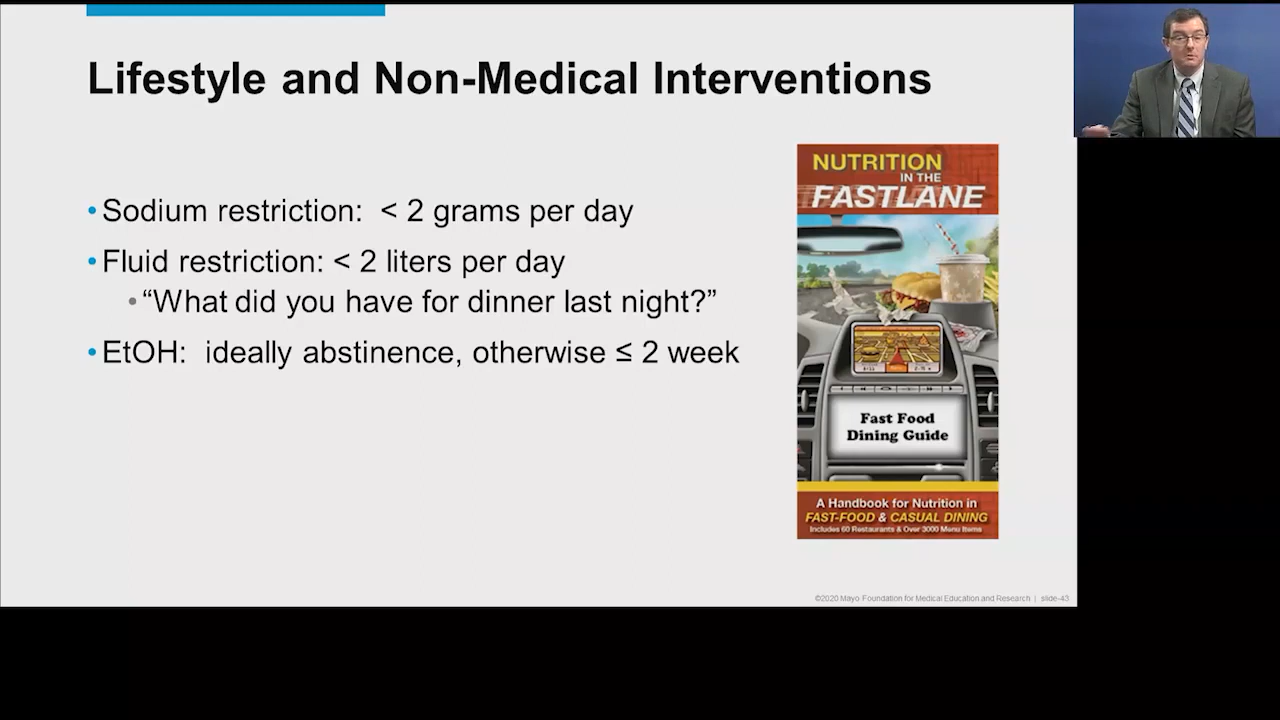 Lifestyle and Non-Medical Interventions
•Sodium restriction:  < 2 grams per day
•Fluid restriction: < 2 liters per day
•“What did you have for dinner last night?”
•EtOH:  ideally abstinence, otherwise ≤ 2 week
NUTRITION
IN THE
FASTLANE
Fast Food
Dining Guide
A Handbook for Nutrition in
FAST-FOOD & CASUAL DINING
Includes 60 Restaurants & Over 3000 Menu Items
©2020 Mayo Foundation for Medical Education and Research | slide-43